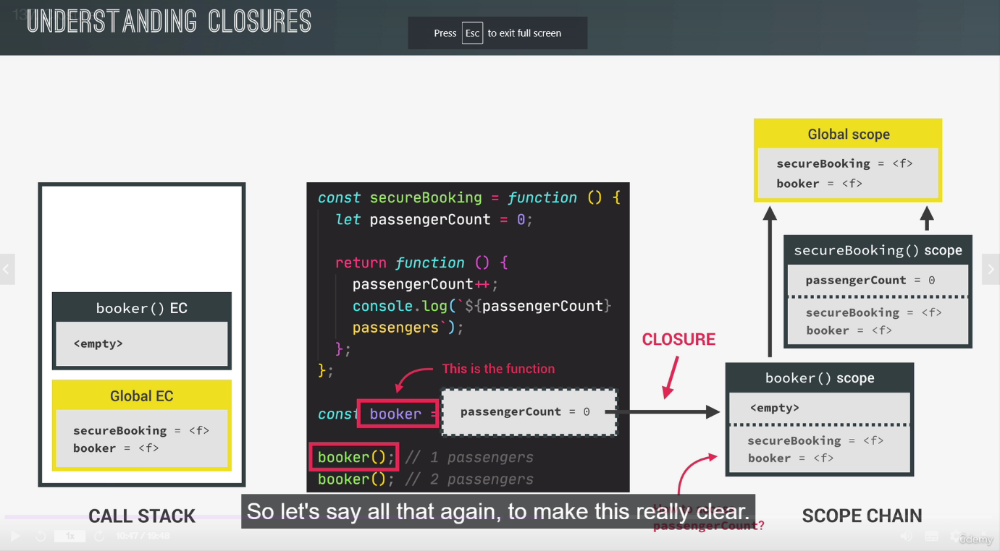 UNDERSTANDING CLOSURES
Press Esc to exit full screen
booker() EC
<empty>
Global EC
secureBooking = <f>
booker = <f>
CALL STACK
const secureBooking = function () {
let passengerCount = 0;
return function () {
passengerCount++;
console.log(`${passengerCount}
passengers`);
};
};
This is the function
const booker =
passengerCount = 0
booker(); // 1 passengers
booker(); // 2 passengers
CLOSURE
Global scope
secureBooking = <f>
booker = <f>
secureBooking() scope
passengerCount = 0
secureBooking = <f>
booker = <f>
booker() scope
<empty>
secureBooking = <f>
booker = <f>
passengerCount?
SCOPE CHAIN
So let's say all that again, to make this really clear.
1x
10:47 / 19:48
ûdemy